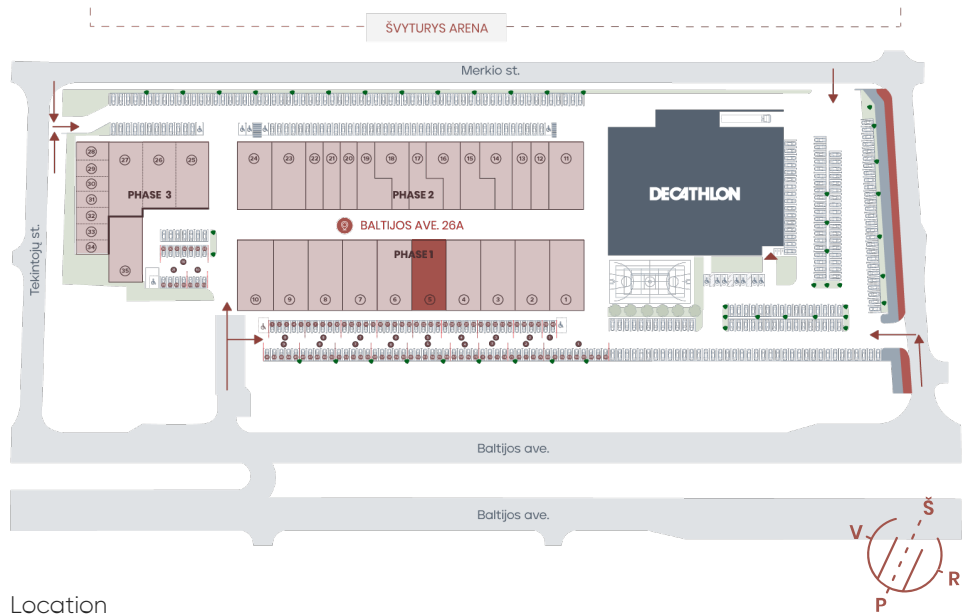 ŠVYTURYS ARENA
Merkio st.
28
29
30
31
32
33
34
27
26
25
PHASE 3
35
24
23
22
21
20
19
18
17
16
15
14
13
12
11
PHASE 2
BALTIJOS AVE. 26A
PHASE 1
10
9
8
7
6
5
4
3
2
1
DECATHLON
Tekintojų st.
Baltijos ave.
Baltijos ave.
Š
V
R
P
Location